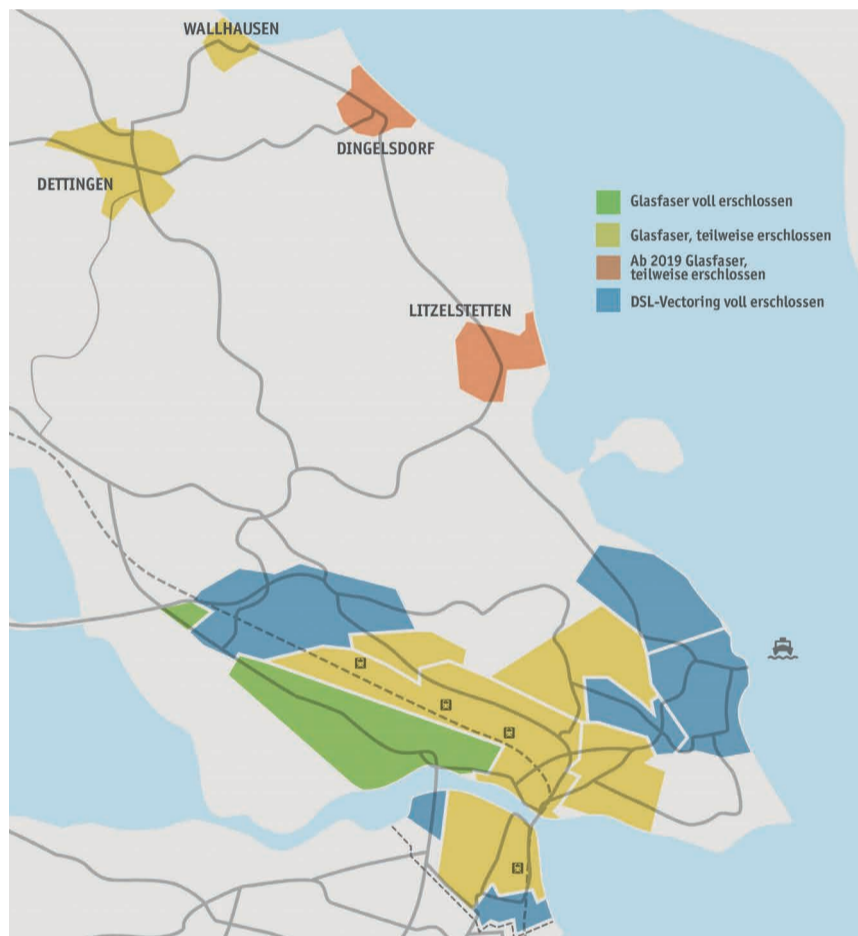 WALLHAUSEN
DINGELSDORF
DETTINGEN
Glasfaser voll erschlossen
Glasfaser, teilweise erschlossen
Ab 2019 Glasfaser,
teilweise erschlossen
DSL-Vectoring voll erschlossen
LITZELSTETTEN